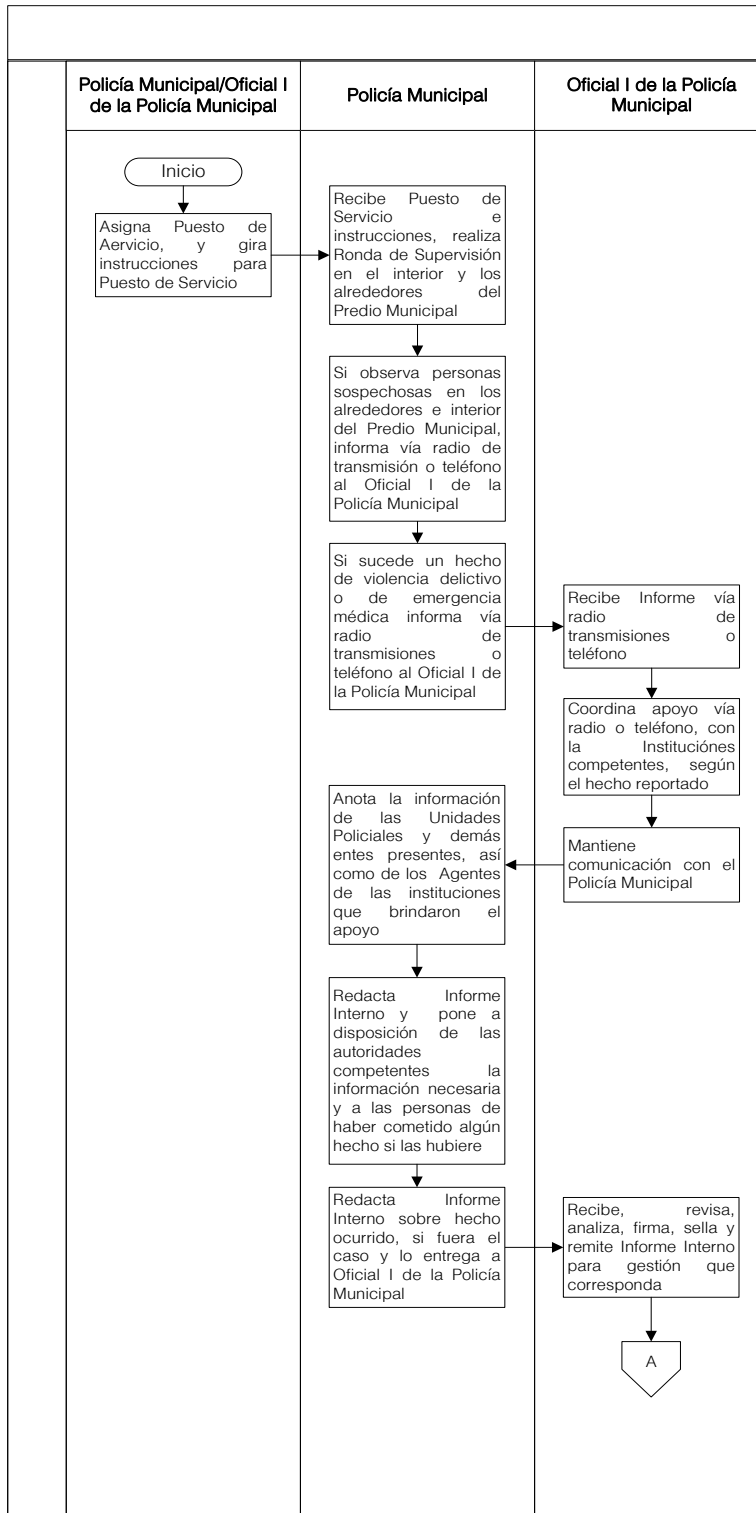 Policía Municipal/Oficial I
de la Policía Municipal
Policía Municipal
Oficial I de la Policía
Municipal
Inicio
Asigna Puesto de
Aervicio, y gira
instrucciones para
Puesto de Servicio
Recibe Puesto de
Servicio e
instrucciones, realiza
Ronda de Supervisión
en el interior y los
alrededores del
Predio Municipal
Si observa personas
sospechosas en los
alrededores e interior
del Predio Municipal,
informa vía radio de
transmisión o teléfono
al Oficial I de la
Policía Municipal
Si sucede un hecho
de violencia delictivo
o de emergencia
médica informa vía
radio de
transmisiones o
teléfono al Oficial I de
la Policía Municipal
Recibe Informe vía
radio de
transmisiones o
teléfono
Coordina apoyo vía
radio o teléfono, con
la Instituciónes
competentes, según
el hecho reportado
Mantiene
comunicación con el
Policía Municipal
Anota la información
de las Unidades
Policiales y demás
entes presentes, así
como de los Agentes
de las instituciones
que brindaron el
apoyo
Redacta Informe
Interno y pone a
disposición de las
autoridades
competentes la
información necesaria
y a las personas de
haber cometido algún
hecho si las hubiere
Redacta Informe
Interno sobre hecho
ocurrido, si fuera el
caso y lo entrega a
Oficial I de la Policía
Municipal
Recibe, revisa,
analiza, firma, sella y
remite Informe Interno
para gestión que
corresponda
A